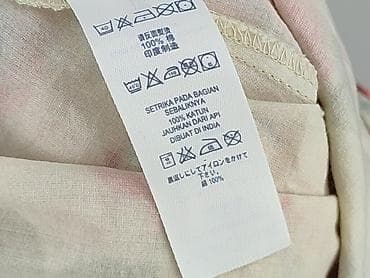 請反面熨燙
100% 棉
印度制造
SETRIKA PADA BAGIAN
SEBALIKNYA
100% KATUN
JAUHKAN DARI API
DIBUAT DI INDIA
裏返しにしてアイロンをかけて
下さい。
綿 100%